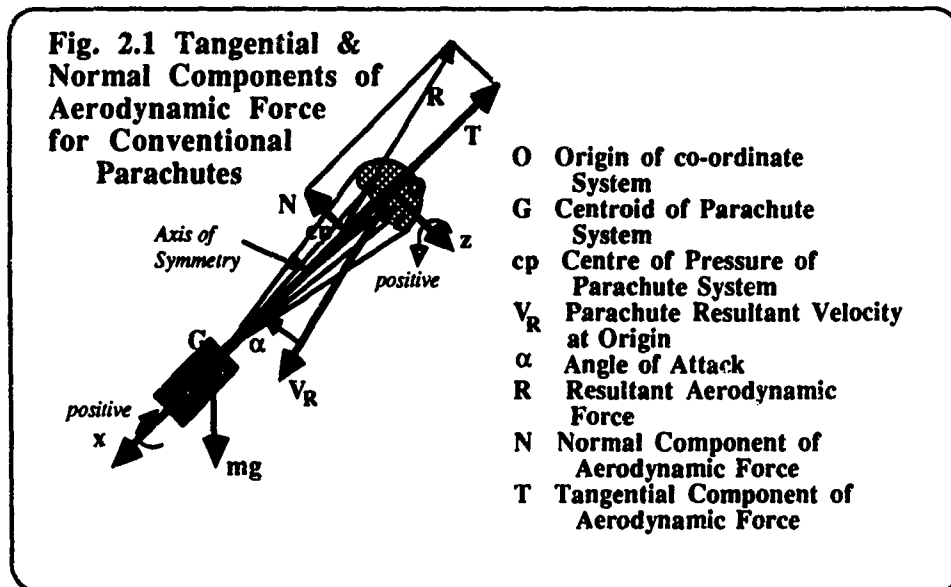 Fig. 2.1 Tangential &
Normal Components of
Aerodynamic Force
for Conventional
Parachutes
R
T
N
cp
Axis of
Symmetry
z
positive
G
α
V_R
positive
x
mg
O Origin of co-ordinate
System
G Centroid of Parachute
System
cp Centre of Pressure of
Parachute System
V_R Parachute Resultant Velocity
at Origin
α Angle of Attack
R Resultant Aerodynamic
Force
N Normal Component of
Aerodynamic Force
T Tangential Component of
Aerodynamic Force